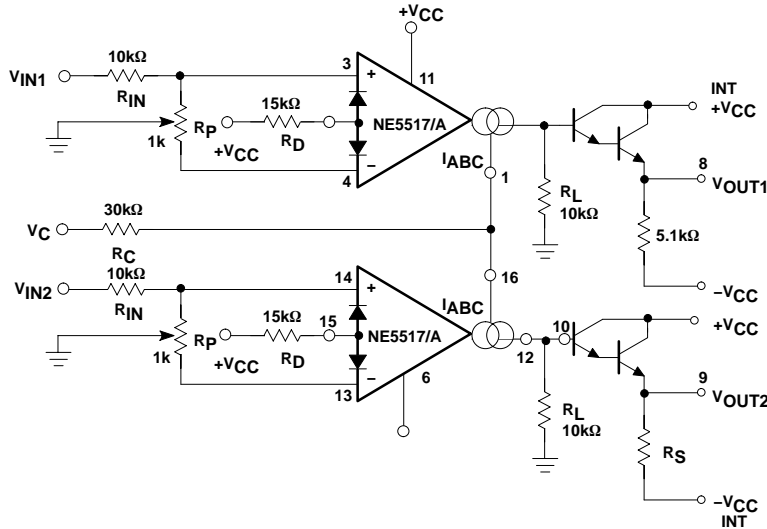 +VCC
10kΩ
VIN1
RIN
3
+
11
INT
+VCC
15kΩ
RP
1k
+VCC
RD
NE5517/A
IABC
−
4
1
8
VOUT1
RL
10kΩ
5.1kΩ
30kΩ
VC
RC
−VCC
10kΩ
VIN2
RIN
14
+
16
IABC
+VCC
15kΩ
15
RP
1k
+VCC
RD
NE5517/A
10
12
−
13
6
9
VOUT2
RL
10kΩ
RS
−VCC
INT